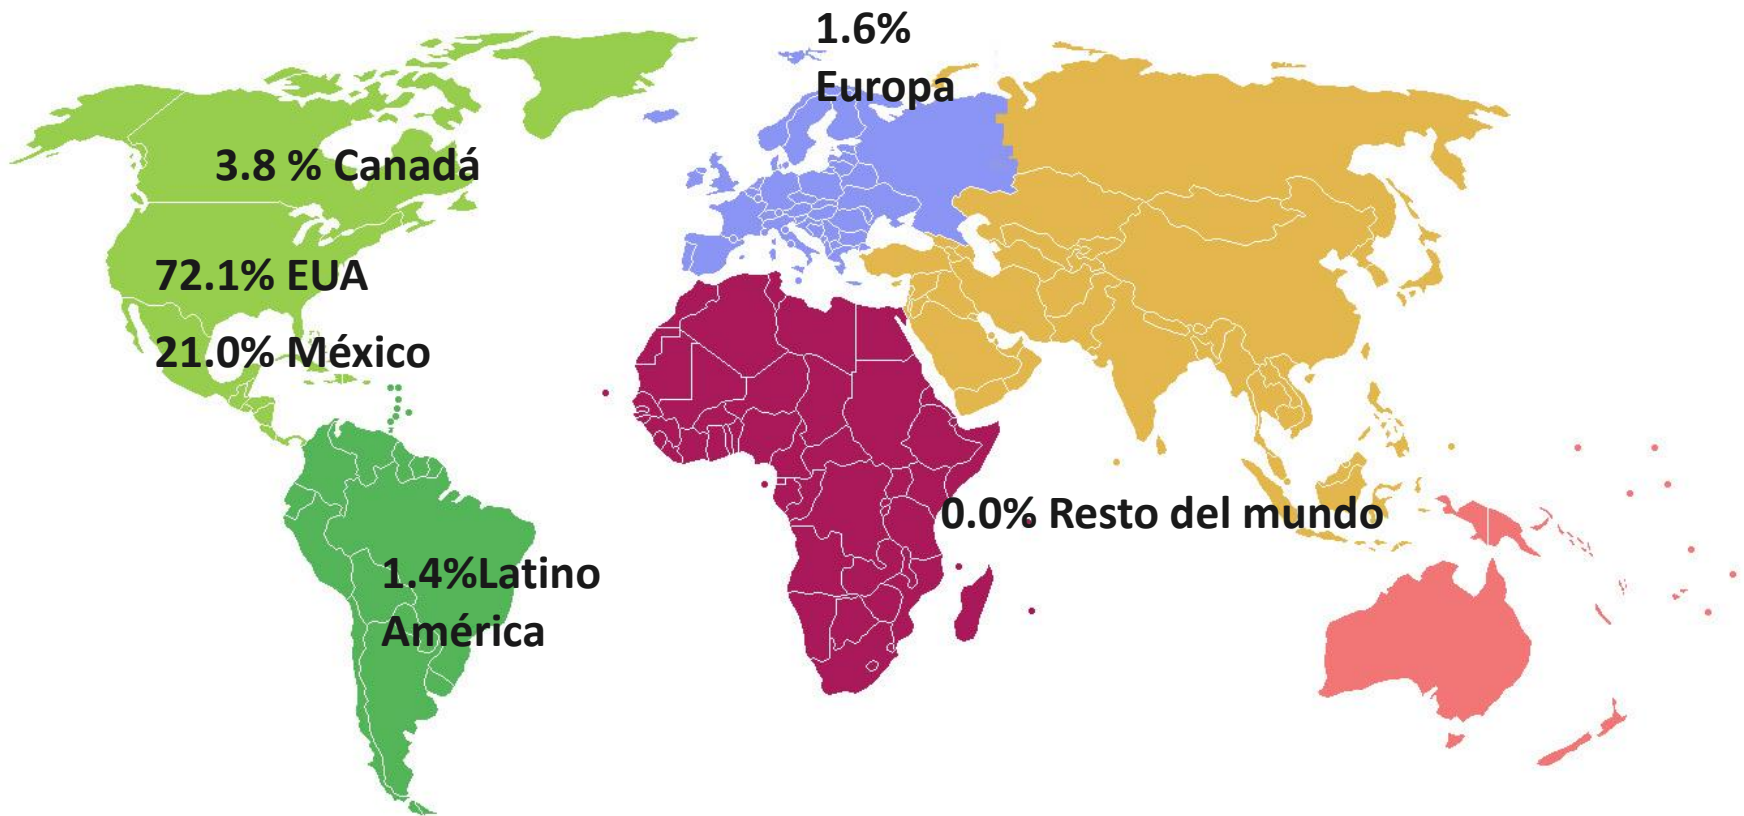 1.6%
Europa
3.8 % Canadá
72.1% EUA
21.0% México
0.0% Resto del mundo
1.4%Latino
América